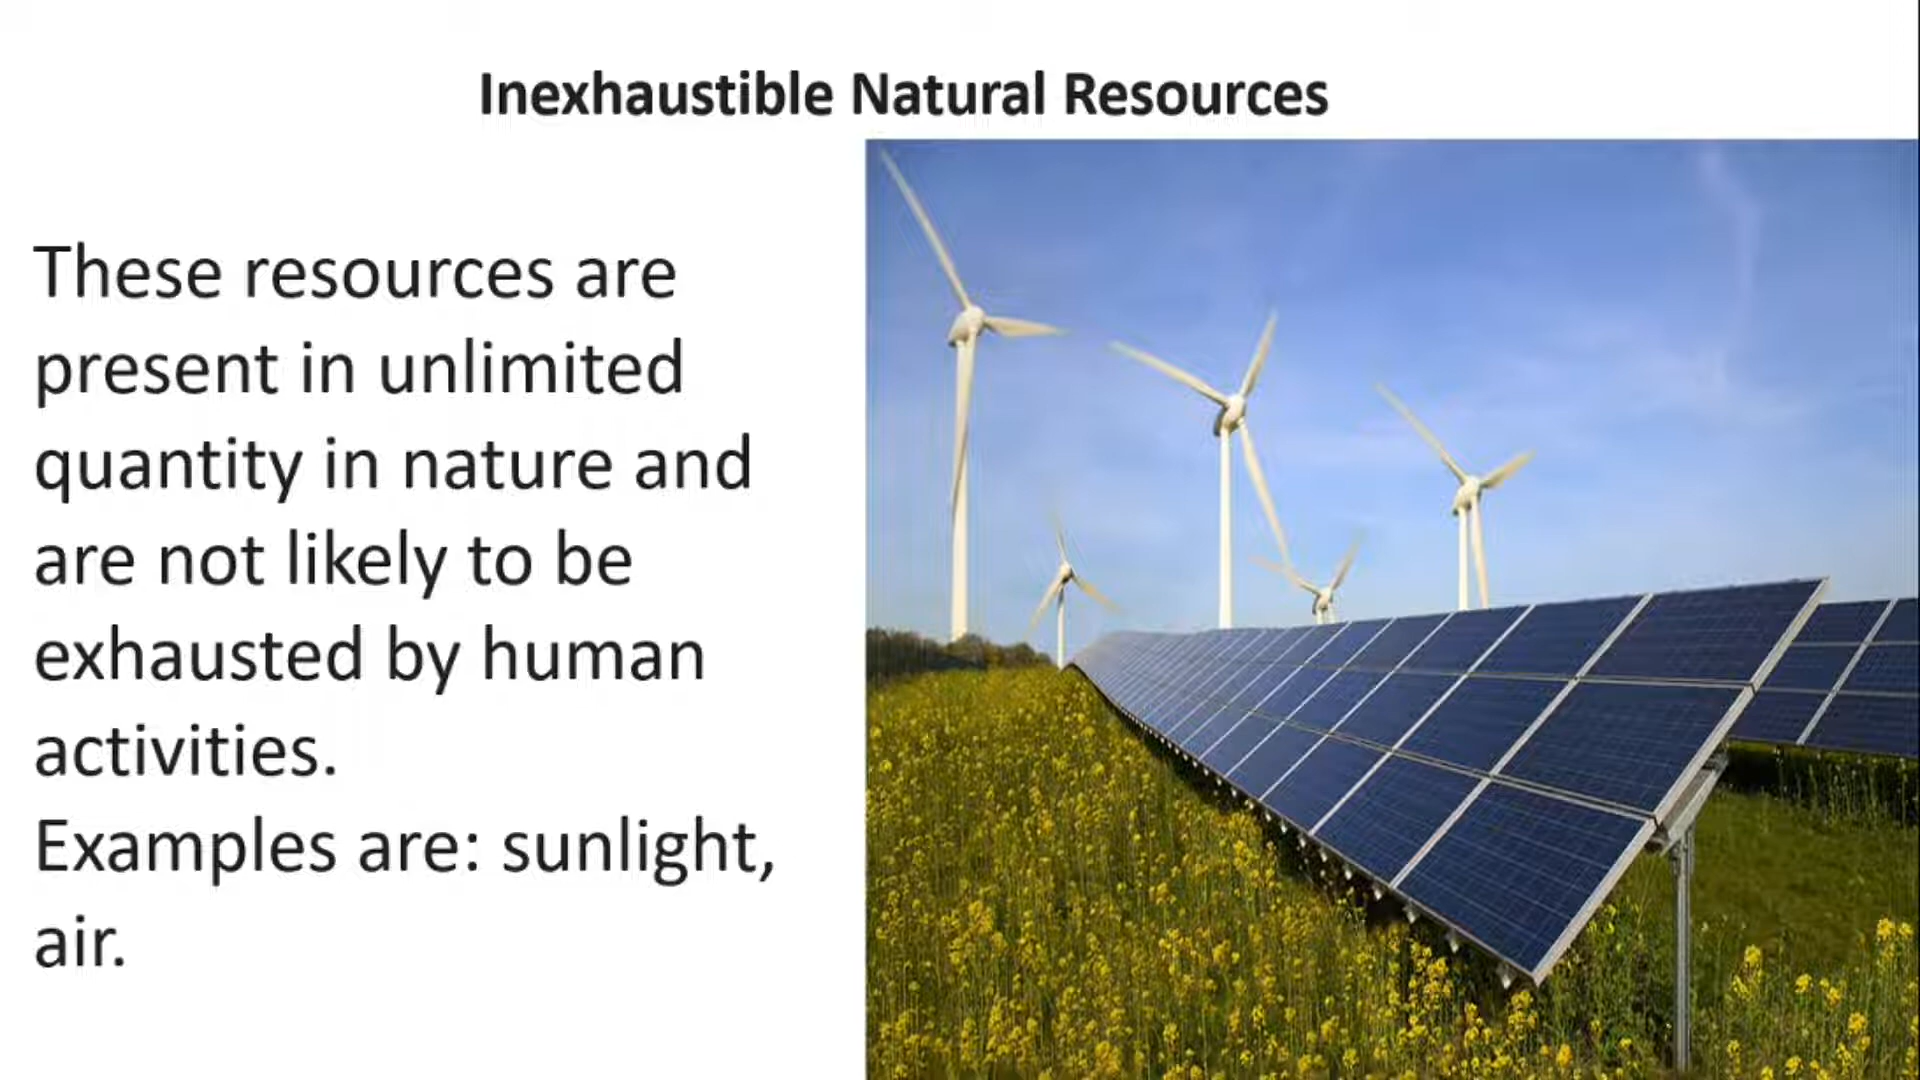 Inexhaustible Natural Resources
These resources are
present in unlimited
quantity in nature and
are not likely to be
exhausted by human
activities.
Examples are: sunlight,
air.